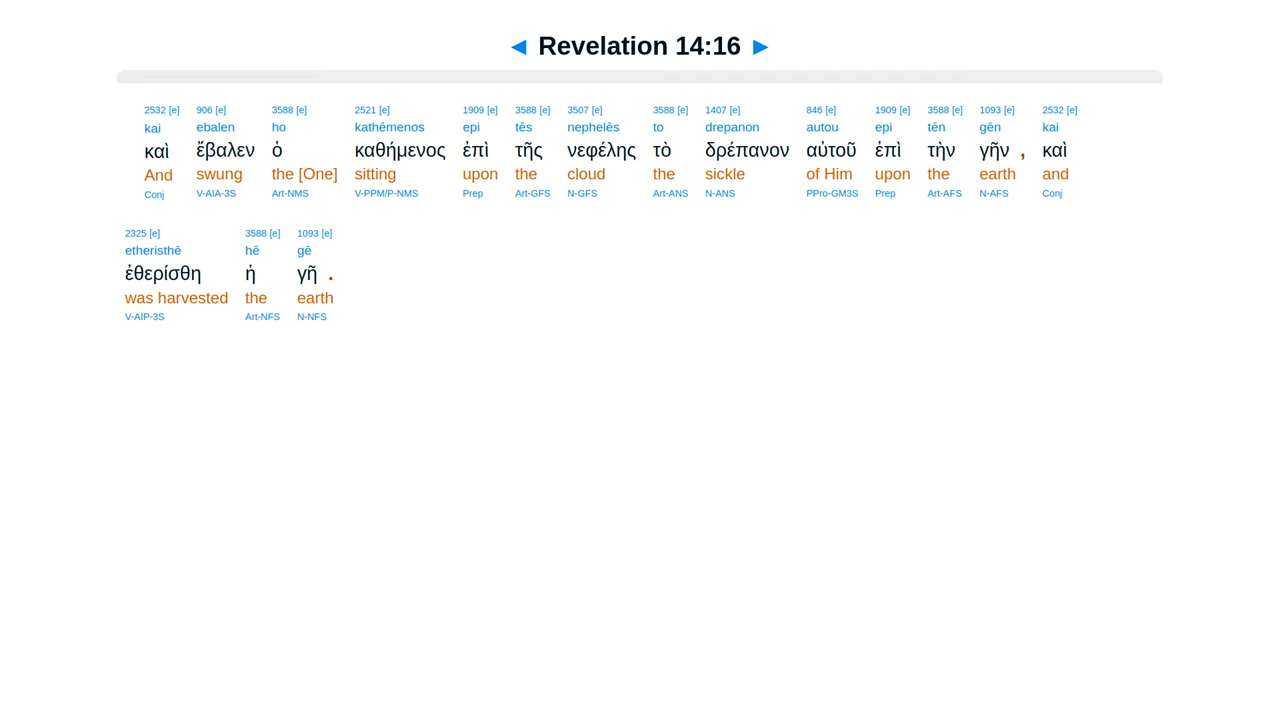 ◄ Revelation 14:16 ►
2532 [e] 906 [e] 3588 [e] 2521 [e] 1909 [e] 3588 [e] 3507 [e] 3588 [e] 1407 [e] 846 [e] 1909 [e] 3588 [e] 1093 [e] 2532 [e]
kai ebalen ho kathēmenos epi tēs nephelēs to drepanon autou epi tēn gēn kai
καὶ ἔβαλεν ὁ καθήμενος ἐπὶ τῆς νεφέλης τὸ δρέπανον αὐτοῦ ἐπὶ τὴν γῆν , καὶ
And swung the [One] sitting upon the cloud the sickle of Him upon the earth and
Conj V-AIA-3S Art-NMS V-PPM/P-NMS Prep Art-GFS N-GFS Art-ANS N-ANS PPro-GM3S Prep Art-AFS N-AFS Conj
2325 [e] 3588 [e] 1093 [e]
etheristhē hē gē
ἐθερίσθη ἡ γῆ .
was harvested the earth
V-AIP-3S Art-NFS N-NFS